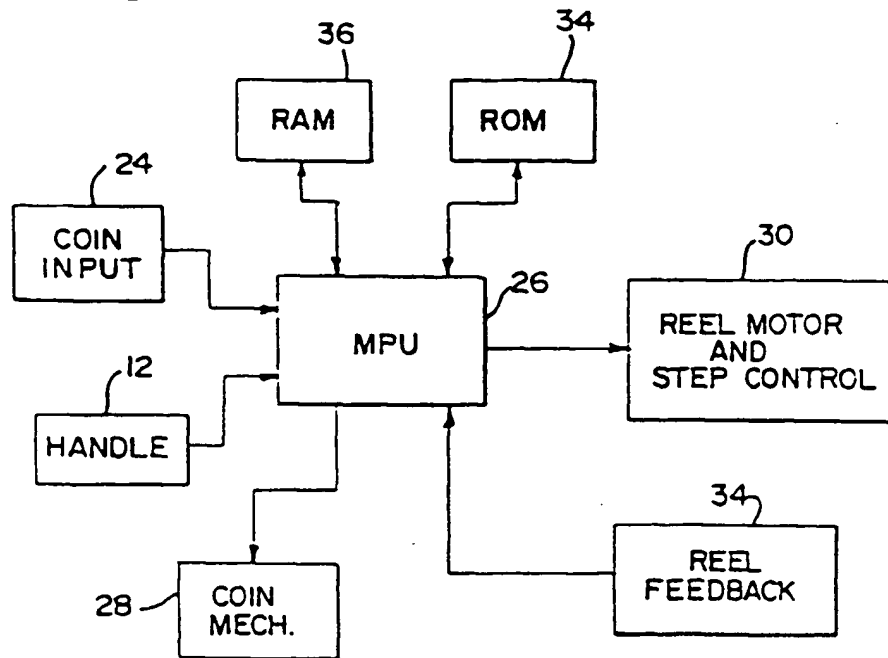 36
34
RAM
ROM
24
COIN
INPUT
30
26
MPU
REEL MOTOR
AND
STEP CONTROL
12
HANDLE
34
REEL
FEEDBACK
28
COIN
MECH.